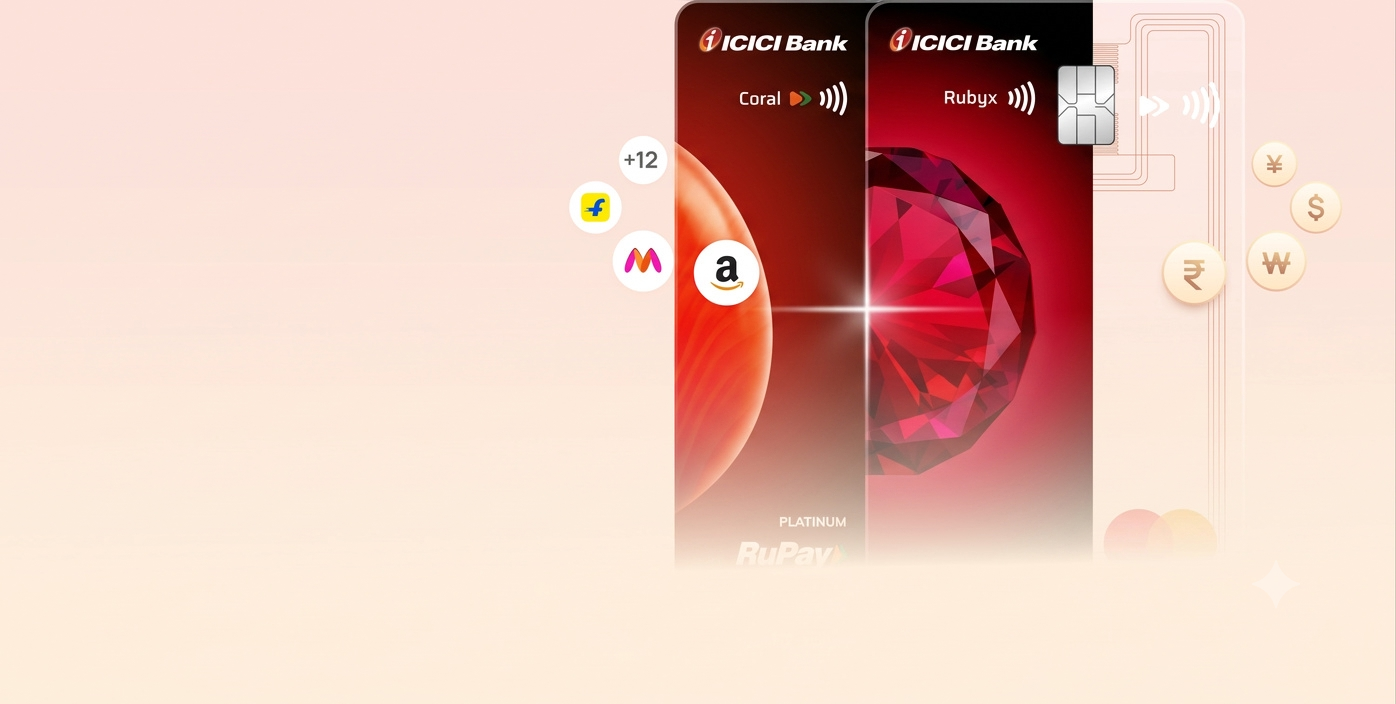 ICICI Bank
Coral
+12
a
PLATINUM
RuPay
ICICI Bank
Rubyx
¥
$
₹
₩